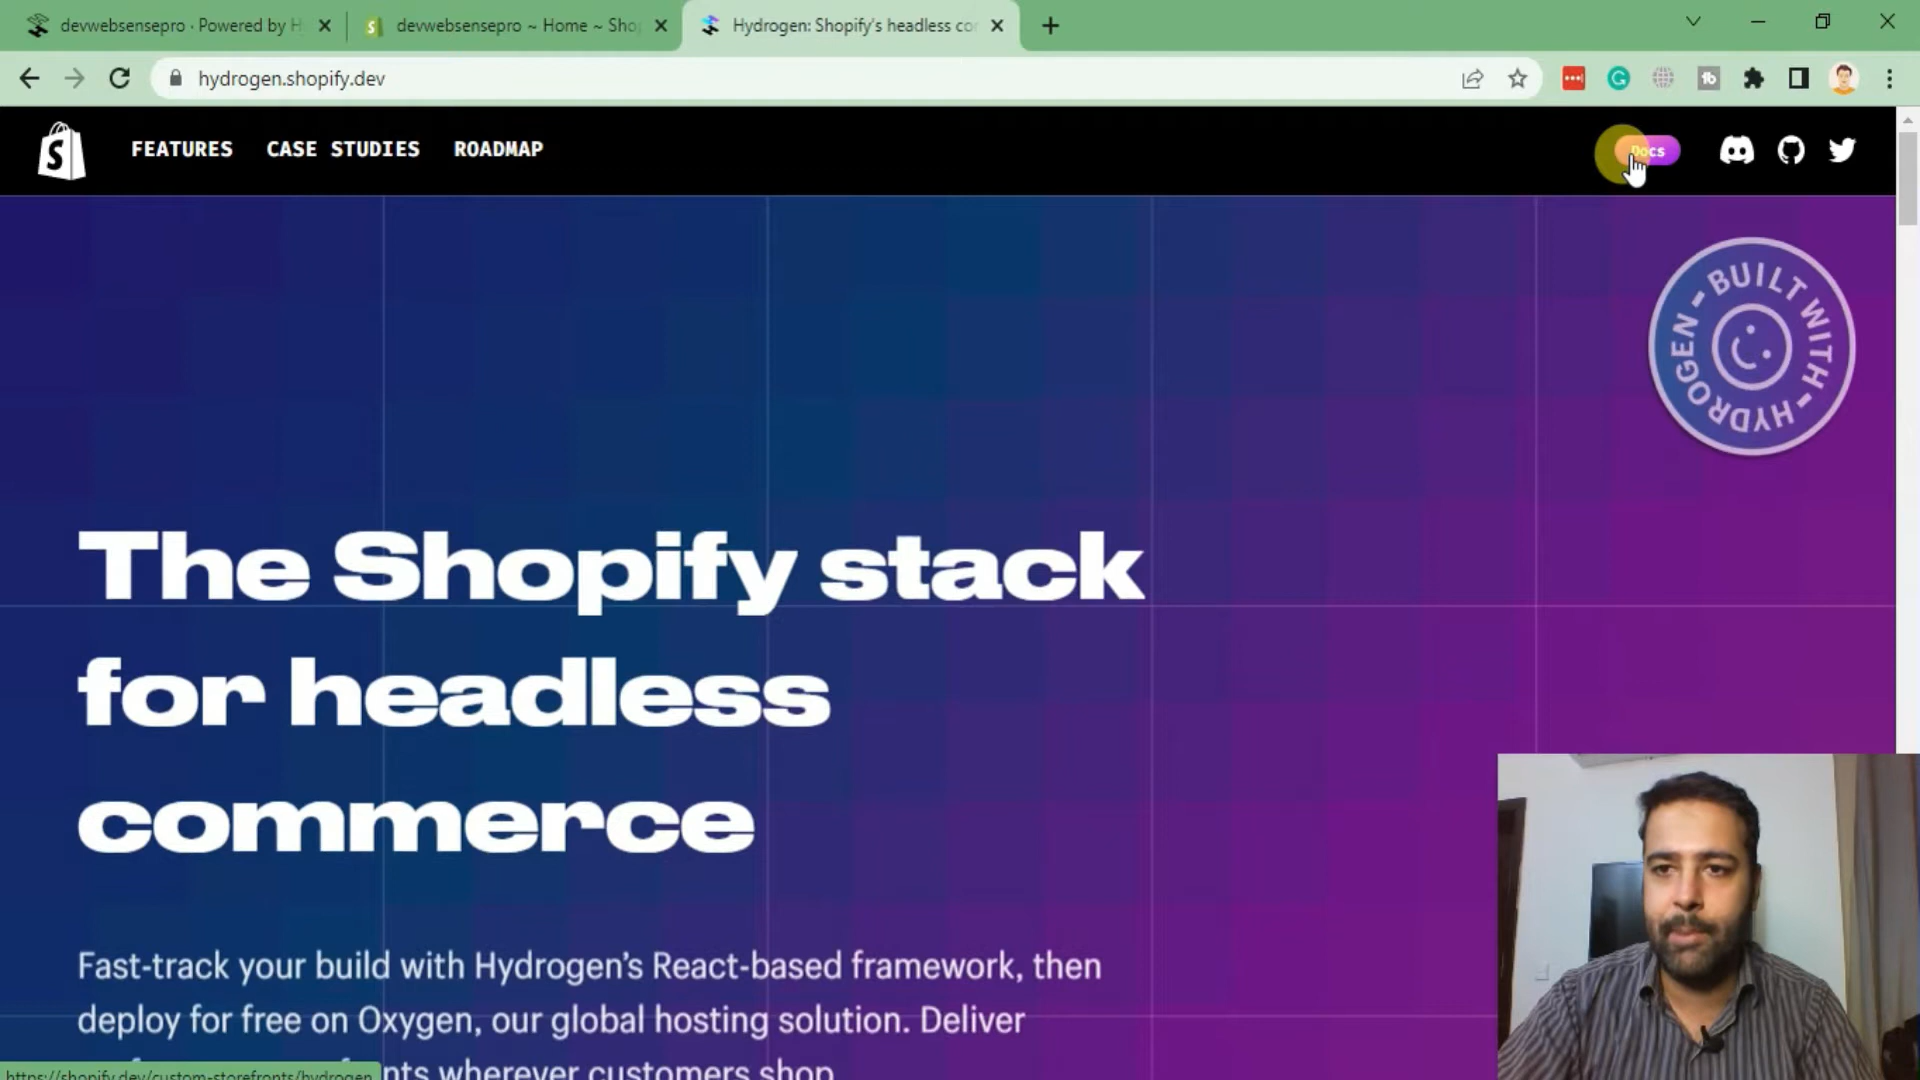 devwebsensepro · Powered by H
devwebsensepro ~ Home ~ Sho
Hydrogen: Shopify's headless co
hydrogen.shopify.dev
FEATURES
CASE STUDIES
ROADMAP
Docs
BUILT WITH - HYDROGEN -
The Shopify stack
for headless
commerce
Fast-track your build with Hydrogen's React-based framework, then
deploy for free on Oxygen, our global hosting solution. Deliver
nts wherever customers shop.
https://shopify.dev/custom-storefronts/hydrogen